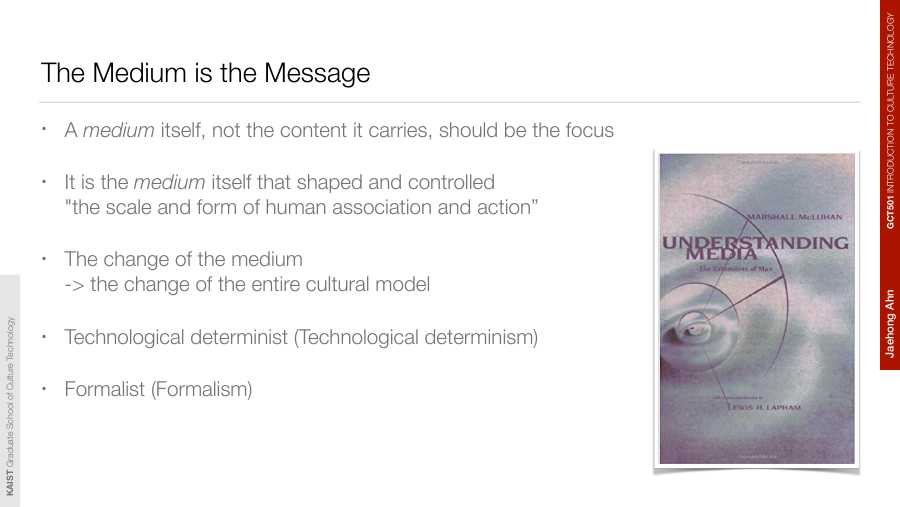 The Medium is the Message
• A medium itself, not the content it carries, should be the focus
• It is the medium itself that shaped and controlled
"the scale and form of human association and action”
• The change of the medium
-> the change of the entire cultural model
• Technological determinist (Technological determinism)
• Formalist (Formalism)
MARSHALL McLUHAN
UNDERSTANDING
MEDIA
The Extensions of Man
LEWIS H. LAPHAM
GCT501 INTRODUCTION TO CULTURE TECHNOLOGY
Jaehong Ahn
KAIST Graduate School of Culture Technology